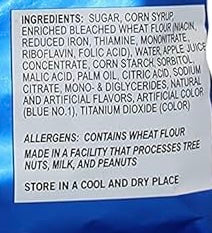 INGREDIENTS: SUGAR, CORN SYRUP,
ENRICHED BLEACHED WHEAT FLOUR (NIACIN,
REDUCED IRON, THIAMINE, MONONITRATE,
RIBOFLAVIN, FOLIC ACID), WATER, APPLE JUICE
CONCENTRATE, CORN STARCH, SORBITOL,
MALIC ACID, PALM OIL, CITRIC ACID, SODIUM
CITRATE, MONO- & DIGLYCERIDES, NATURAL
AND ARTIFICIAL FLAVORS, ARTIFICIAL COLOR
(BLUE NO.1), TITANIUM DIOXIDE (COLOR)
ALLERGENS: CONTAINS WHEAT FLOUR
MADE IN A FACILITY THAT PROCESSES TREE
NUTS, MILK, AND PEANUTS
STORE IN A COOL AND DRY PLACE